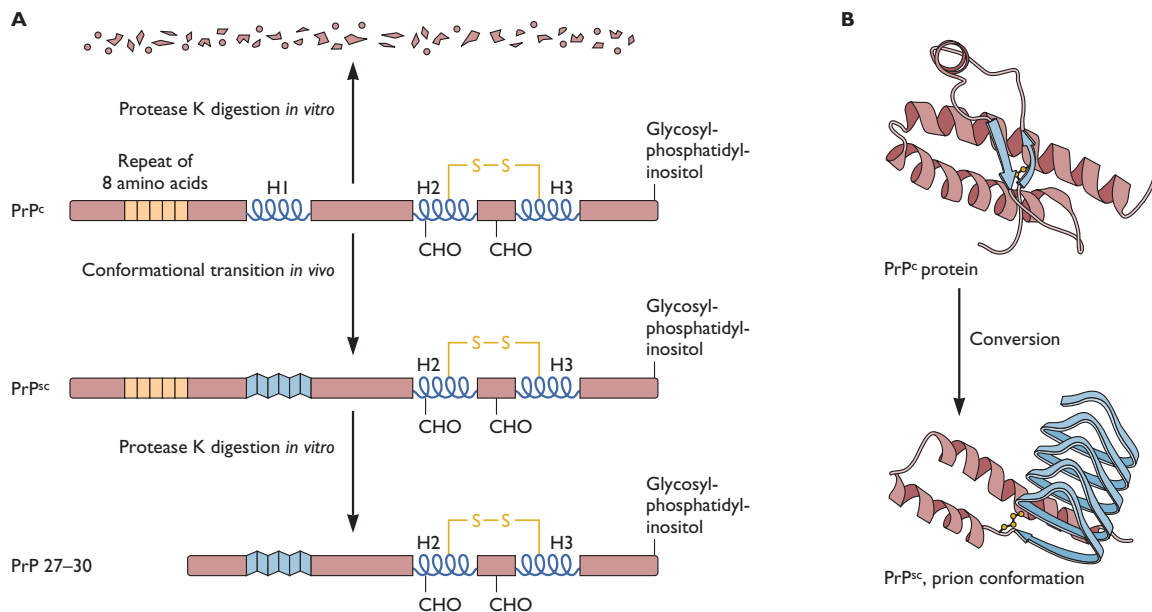 A
Protease K digestion in vitro
Repeat of
8 amino acids
H1
H2
S–S
H3
Glycosyl-
phosphatidyl-
inositol
PrPᶜ
CHO
CHO
Conformational transition in vivo
Glycosyl-
phosphatidyl-
inositol
S–S
H2
H3
PrPˢᶜ
CHO
CHO
Protease K digestion in vitro
Glycosyl-
phosphatidyl-
inositol
S–S
H2
H3
PrP 27–30
CHO
CHO
B
PrPᶜ protein
Conversion
PrPˢᶜ, prion conformation